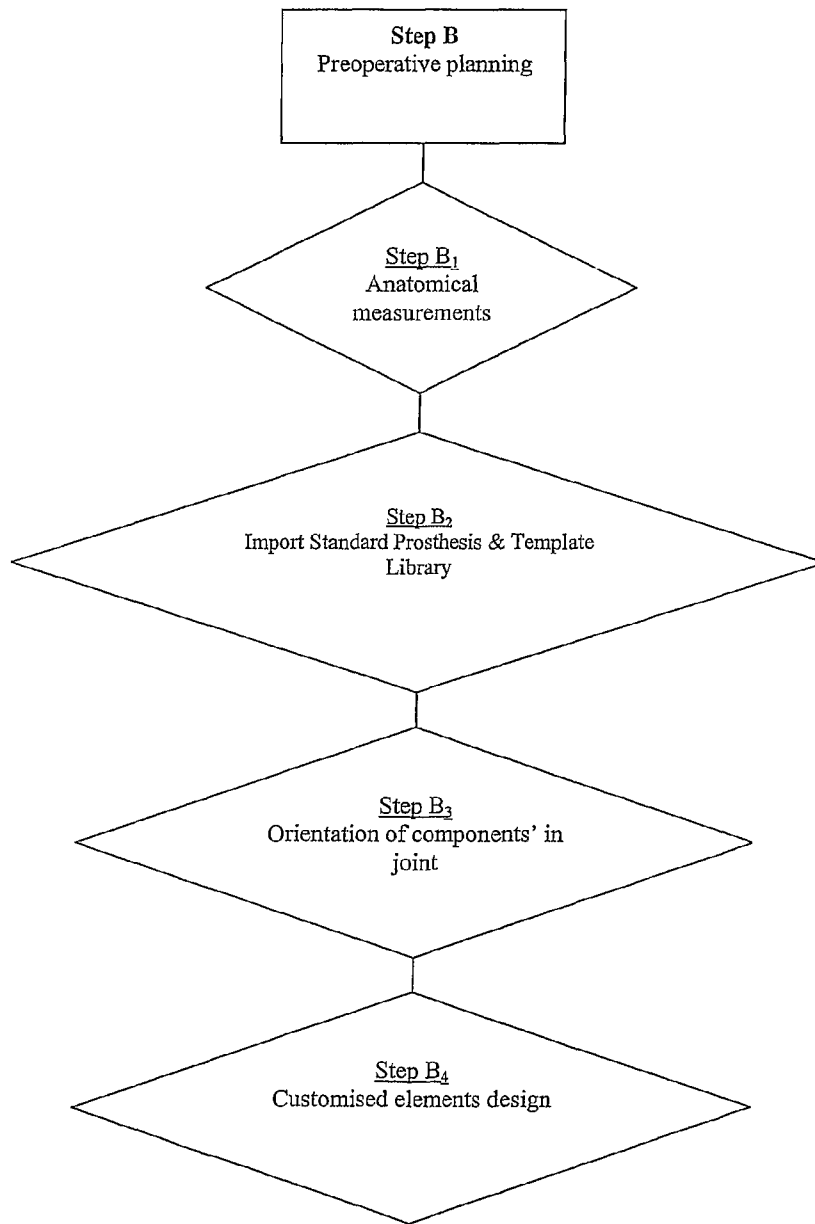 Step B
Preoperative planning
Step B₁
Anatomical
measurements
Step B₂
Import Standard Prosthesis & Template
Library
Step B₃
Orientation of components’ in
joint
Step B₄
Customised elements design